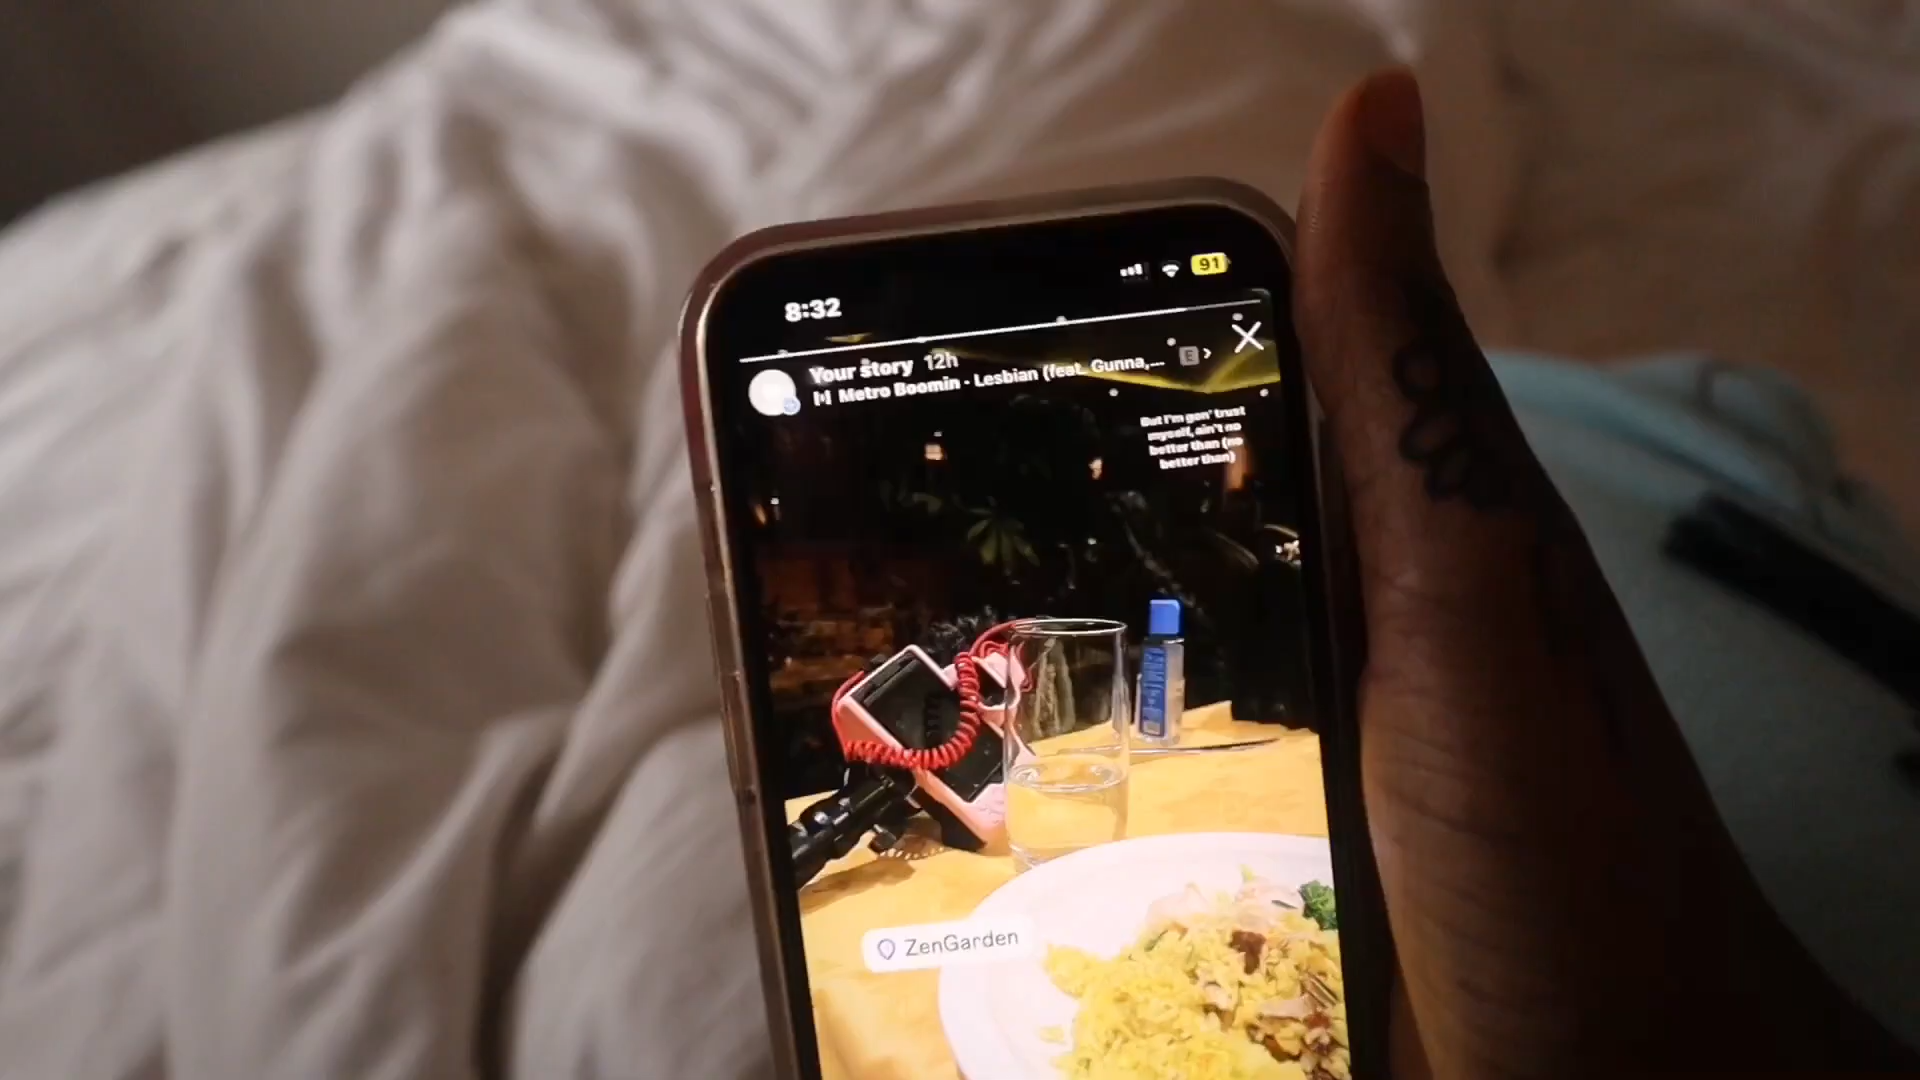 8:32
91
Your story 12h
Metro Boomin · Lesbian (feat. Gunna,... E
But I'm gon' trust
myself, ain't no
better than (no
better than)
ZenGarden